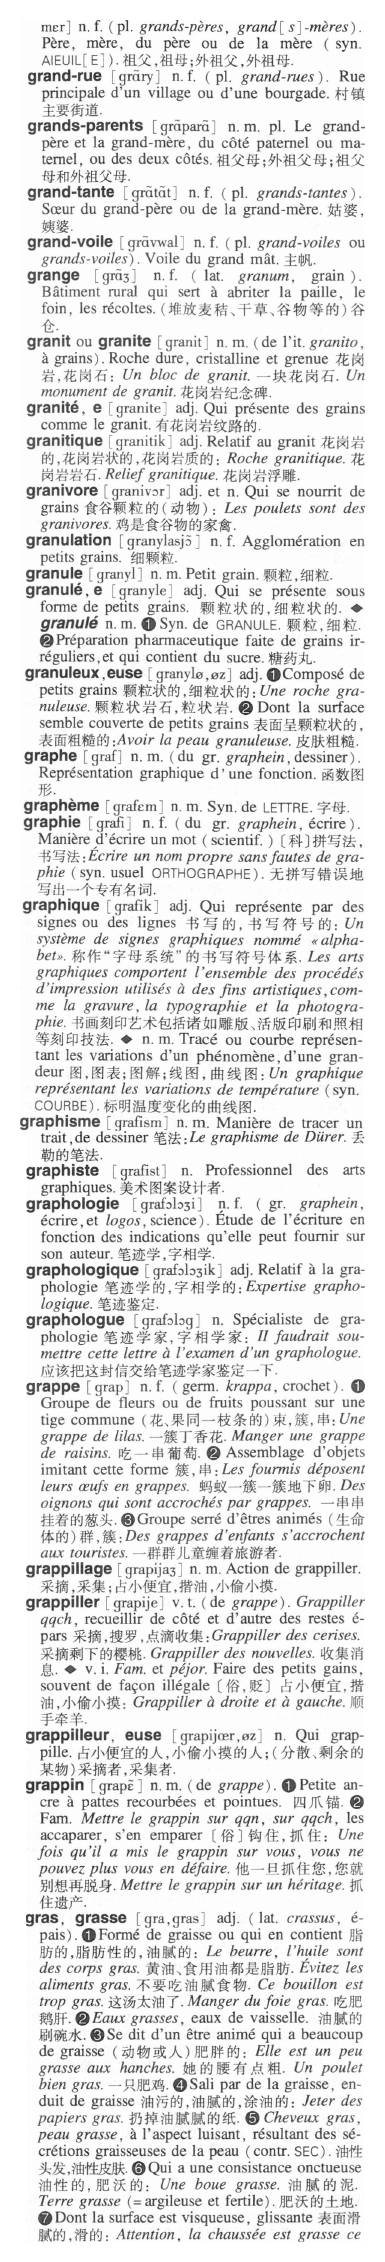 mɛr] n. f. (pl. grands-pères, grand[s]-mères).
Père, mère, du père ou de la mère (syn.
AIEUIL[E]). 祖父,祖母;外祖父,外祖母.
grand-rue [grɑ̃ry] n. f. (pl. grand-rues). Rue
principale d'un village ou d'une bourgade. 村镇
主要街道.
grands-parents [grɑ̃parɑ̃] n. m. pl. Le grand-
père et la grand-mère, du côté paternel ou ma-
ternel, ou des deux côtés. 祖父母;外祖父母;祖父
母和外祖父母.
grand-tante [grɑ̃tɑ̃t] n. f. (pl. grands-tantes).
Sœur du grand-père ou de la grand-mère. 姑婆,
姨婆.
grand-voile [grɑ̃vwal] n. f. (pl. grand-voiles ou
grands-voiles). Voile du grand mât. 主帆.
grange [grɑ̃ʒ] n. f. (lat. granum, grain).
Bâtiment rural qui sert à abriter la paille, le
foin, les récoltes. (堆放麦秸、干草、谷物等的)谷
仓.
granit ou granite [granit] n. m. (de l'it. granito,
à grains). Roche dure, cristalline et grenue 花岗
岩,花岗石: Un bloc de granit. 一块花岗石. Un
monument de granit. 花岗岩纪念碑.
granité, e [granite] adj. Qui présente des grains
comme le granit. 有花岗岩纹路的.
granitique [granitik] adj. Relatif au granit 花岗岩
的,花岗岩状的,花岗岩质的: Roche granitique. 花
岗岩岩石. Relief granitique. 花岗岩浮雕.
granivore [granivɔr] adj. et n. Qui se nourrit de
grains 食谷颗粒的(动物): Les poulets sont des
granivores. 鸡是食谷物的家禽.
granulation [granylasjɔ̃] n. f. Agglomération en
petits grains. 细颗粒.
granule [granyl] n. m. Petit grain. 颗粒,细粒.
granulé, e [granyle] adj. Qui se présente sous
forme de petits grains. 颗粒状的,细粒状的. ◆
granulé n. m. ❶ Syn. de GRANULE. 颗粒,细粒.
❷ Préparation pharmaceutique faite de grains ir-
réguliers, et qui contient du sucre. 糖药丸.
granuleux,euse [granylø,øz] adj. ❶ Composé de
petits grains 颗粒状的,细粒状的: Une roche gra-
nuleuse. 颗粒状岩石,粒状岩. ❷ Dont la surface
semble couverte de petits grains 表面呈颗粒状的,
表面粗糙的: Avoir la peau granuleuse. 皮肤粗糙.
graphe [graf] n. m. (du gr. graphein, dessiner).
Représentation graphique d'une fonction. 函数图
形.
graphème [grafɛm] n. m. Syn. de LETTRE. 字母.
graphie [grafi] n. f. (du gr. graphein, écrire).
Manière d'écrire un mot (scientif.) [科]拼写法,
书写法: Écrire un nom propre sans fautes de gra-
phie (syn. usuel ORTHOGRAPHE). 无拼写错误地
写出一个专有名词.
graphique [grafik] adj. Qui représente par des
signes ou des lignes 书写的,书写符号的: Un
système de signes graphiques nommé «alpha-
bet». 称作“字母系统”的书写符号体系. Les arts
graphiques comportent l'ensemble des procédés
d'impression utilisés à des fins artistiques, com-
me la gravure, la typographie et la photogra-
phie. 书画刻印艺术包括诸如雕版、活版印刷和照相
等刻印技法. ◆ n. m. Tracé ou courbe représen-
tant les variations d'un phénomène, d'une gran-
deur 图,图表;图解;线图,曲线图: Un graphique
représentant les variations de température (syn.
COURBE). 标明温度变化的曲线图.
graphisme [grafism] n. m. Manière de tracer un
trait, de dessiner 笔法: Le graphisme de Dürer. 丢
勒的笔法.
graphiste [grafist] n. Professionnel des arts
graphiques. 美术图案设计者.
graphologie [grafɔlɔʒi] n. f. (gr. graphein,
écrire, et logos, science). Étude de l'écriture en
fonction des indications qu'elle peut fournir sur
son auteur. 笔迹学,字相学.
graphologique [grafɔlɔʒik] adj. Relatif à la gra-
phologie 笔迹学的,字相学的: Expertise grapho-
logique. 笔迹鉴定.
graphologue [grafɔlɔg] n. Spécialiste de gra-
phologie 笔迹学家,字相学家: Il faudrait sou-
mettre cette lettre à l'examen d'un graphologue.
应该把这封信交给笔迹学家鉴定一下.
grappe [grap] n. f. (germ. krappa, crochet). ❶
Groupe de fleurs ou de fruits poussant sur une
tige commune (花、果同一枝条的)束,簇,串: Une
grappe de lilas. 一簇丁香花. Manger une grappe
de raisins. 吃一串葡萄. ❷ Assemblage d'objets
imitant cette forme 簇,串: Les fourmis déposent
leurs œufs en grappes. 蚂蚁一簇一簇地下卵. Des
oignons qui sont accrochés par grappes. 一串串
挂着的葱头. ❸ Groupe serré d'êtres animés (生命
体的)群,簇: Des grappes d'enfants s'accrochent
aux touristes. 一群群儿童缠着旅游者.
grappillage [grapijaʒ] n. m. Action de grappiller.
采摘,采集;占小便宜,揩油,小偷小摸.
grappiller [grapije] v. t. (de grappe). Grappiller
qqch, recueillir de côté et d'autre des restes é-
pars 采摘,搜罗,点滴收集: Grappiller des cerises.
采摘剩下的樱桃. Grappiller des nouvelles. 收集消
息. ◆ v. i. Fam. et péjor. Faire des petits gains,
souvent de façon illégale [俗,贬] 占小便宜,揩
油,小偷小摸: Grappiller à droite et à gauche. 顺
手牵羊.
grappilleur, euse [grapijœr,øz] n. Qui grap-
pille. 占小便宜的人,小偷小摸的人;(分散、剩余的
某物)采摘者,采集者.
grappin [grapɛ̃] n. m. (de grappe). ❶ Petite an-
cre à pattes recourbées et pointues. 四爪锚. ❷
Fam. Mettre le grappin sur qqn, sur qqch, les
accaparer, s'en emparer [俗]钩住,抓住: Une
fois qu'il a mis le grappin sur vous, vous ne
pouvez plus vous en défaire. 他一旦抓住您,您就
别想再脱身. Mettre le grappin sur un héritage. 抓
住遗产.
gras, grasse [gra,gras] adj. (lat. crassus, é-
pais). ❶ Formé de graisse ou qui en contient 脂
肪的,脂肪性的,油腻的: Le beurre, l'huile sont
des corps gras. 黄油、食用油都是脂肪. Évitez les
aliments gras. 不要吃油腻食物. Ce bouillon est
trop gras. 这汤太油了. Manger du foie gras. 吃肥
鹅肝. ❷ Eaux grasses, eaux de vaisselle. 油腻的
刷碗水. ❸ Se dit d'un être animé qui a beaucoup
de graisse (动物或人)肥胖的: Elle est un peu
grasse aux hanches. 她的腰有点粗. Un poulet
bien gras. 一只肥鸡. ❹ Sali par de la graisse, en-
duit de graisse 油污的,油腻的,涂油的: Jeter des
papiers gras. 扔掉油腻腻的纸. ❺ Cheveux gras,
peau grasse, à l'aspect luisant, résultant des sé-
crétions graisseuses de la peau (contr. SEC). 油性
头发,油性皮肤. ❻ Qui a une consistance onctueuse
油性的,肥沃的: Une boue grasse. 油腻的泥.
Terre grasse (= argileuse et fertile). 肥沃的土地.
❼ Dont la surface est visqueuse, glissante 表面滑
腻的,滑的: Attention, la chaussée est grasse ce